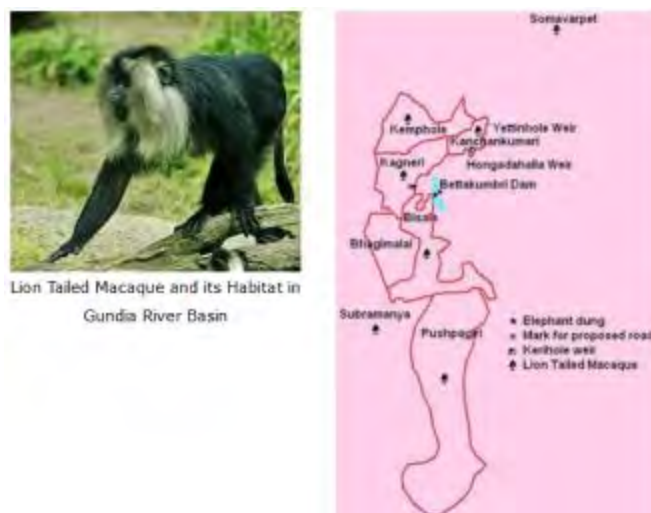 Lion Tailed Macaque and its Habitat in
Gundia River Basin
Somavarpet
Kemphole
Yettinhole Weir
Kanchankumari
Hongadahalla Weir
Kagneri
Bettakumbri Dam
Bisale
Bhagimalai
Subramanya
Pushpagiri
Elephant dung
Mark for proposed road
Kerihole weir
Lion Tailed Macaque